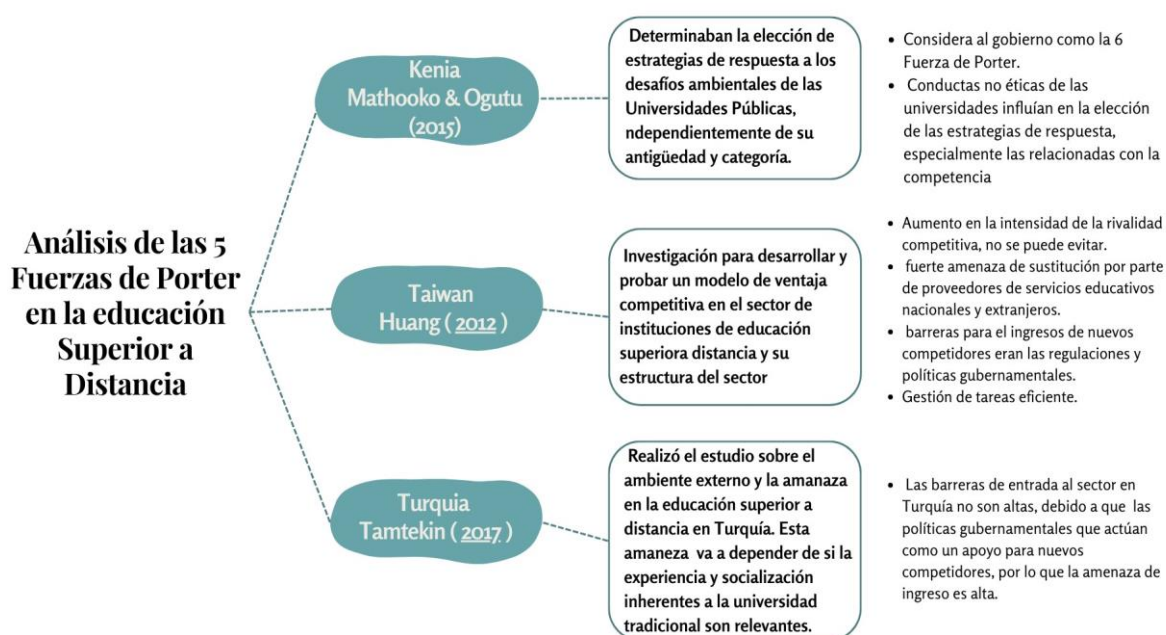 Análisis de las 5
Fuerzas de Porter
en la educación
Superior a
Distancia
Kenia
Mathooko & Ogutu
(2015)
Determinaban la elección de
estrategias de respuesta a los
desafíos ambientales de las
Universidades Públicas,
ndependientemente de su
antigüedad y categoría.
• Considera al gobierno como la 6
Fuerza de Porter.
• Conductas no éticas de las
universidades influían en la elección
de las estrategias de respuesta,
especialmente las relacionadas con la
competencia
Taiwan
Huang ( 2012 )
Investigación para desarrollar y
probar un modelo de ventaja
competitiva en el sector de
instituciones de educación
superiora distancia y su
estructura del sector
• Aumento en la intensidad de la rivalidad
competitiva, no se puede evitar.
• fuerte amenaza de sustitución por parte
de proveedores de servicios educativos
nacionales y extranjeros.
• barreras para el ingresos de nuevos
competidores eran las regulaciones y
políticas gubernamentales.
• Gestión de tareas eficiente.
Turquia
Tamtekin ( 2017 )
Realizó el estudio sobre el
ambiente externo y la amanaza
en la educación superior a
distancia en Turquía. Esta
amaneza va a depender de si la
experiencia y socialización
inherentes a la universidad
tradicional son relevantes.
• Las barreras de entrada al sector en
Turquía no son altas, debido a que las
políticas gubernamentales que actúan
como un apoyo para nuevos
competidores, por lo que la amenaza de
ingreso es alta.